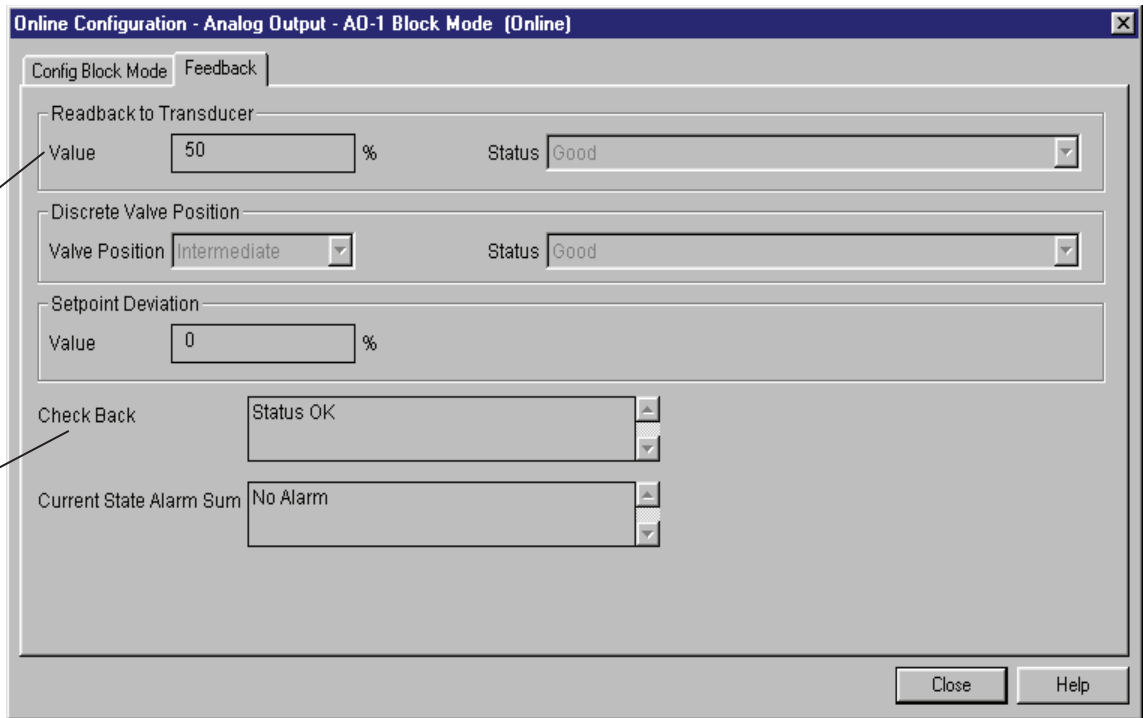 Online Configuration - Analog Output - AO-1 Block Mode (Online)
Config Block Mode Feedback
Readback to Transducer
Value 50 % Status Good
Discrete Valve Position
Valve Position Intermediate Status Good
Setpoint Deviation
Value 0 %
Check Back Status OK
Current State Alarm Sum No Alarm
Close Help